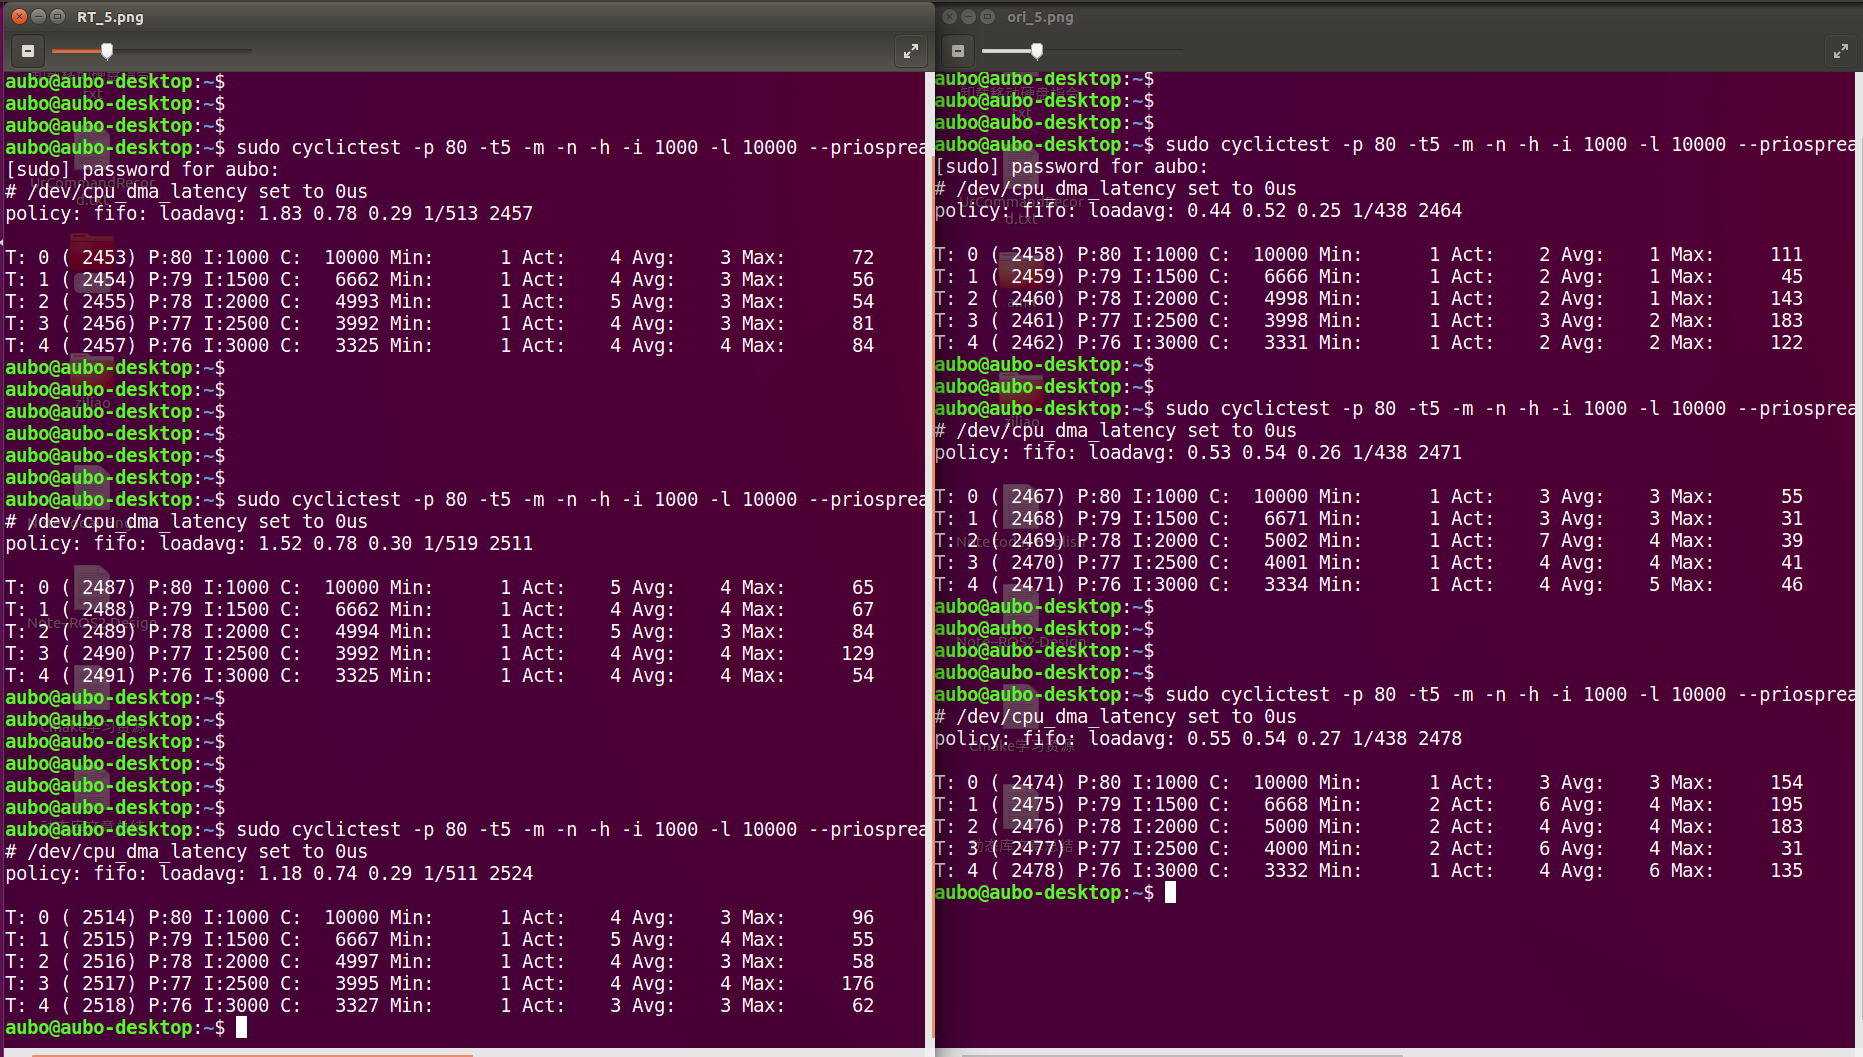 RT_5.png
aubo@aubo-desktop:~$
aubo@aubo-desktop:~$
aubo@aubo-desktop:~$
aubo@aubo-desktop:~$ sudo cyclictest -p 80 -t5 -m -n -h -i 1000 -l 10000 --priosprea
[sudo] password for aubo:
# /dev/cpu_dma_latency set to 0us
policy: fifo: loadavg: 1.83 0.78 0.29 1/513 2457
T: 0 ( 2453) P:80 I:1000 C: 10000 Min: 1 Act: 4 Avg: 3 Max: 72
T: 1 ( 2454) P:79 I:1500 C: 6662 Min: 1 Act: 4 Avg: 3 Max: 56
T: 2 ( 2455) P:78 I:2000 C: 4993 Min: 1 Act: 5 Avg: 3 Max: 54
T: 3 ( 2456) P:77 I:2500 C: 3992 Min: 1 Act: 4 Avg: 3 Max: 81
T: 4 ( 2457) P:76 I:3000 C: 3325 Min: 1 Act: 4 Avg: 4 Max: 84
aubo@aubo-desktop:~$
aubo@aubo-desktop:~$
aubo@aubo-desktop:~$
aubo@aubo-desktop:~$
aubo@aubo-desktop:~$
aubo@aubo-desktop:~$
aubo@aubo-desktop:~$ sudo cyclictest -p 80 -t5 -m -n -h -i 1000 -l 10000 --priosprea
# /dev/cpu_dma_latency set to 0us
policy: fifo: loadavg: 1.52 0.78 0.30 1/519 2511
T: 0 ( 2487) P:80 I:1000 C: 10000 Min: 1 Act: 5 Avg: 4 Max: 65
T: 1 ( 2488) P:79 I:1500 C: 6662 Min: 1 Act: 4 Avg: 4 Max: 67
T: 2 ( 2489) P:78 I:2000 C: 4994 Min: 1 Act: 5 Avg: 3 Max: 84
T: 3 ( 2490) P:77 I:2500 C: 3992 Min: 1 Act: 4 Avg: 4 Max: 129
T: 4 ( 2491) P:76 I:3000 C: 3325 Min: 1 Act: 4 Avg: 4 Max: 54
aubo@aubo-desktop:~$
aubo@aubo-desktop:~$
aubo@aubo-desktop:~$
aubo@aubo-desktop:~$
aubo@aubo-desktop:~$
aubo@aubo-desktop:~$
aubo@aubo-desktop:~$ sudo cyclictest -p 80 -t5 -m -n -h -i 1000 -l 10000 --priosprea
# /dev/cpu_dma_latency set to 0us
policy: fifo: loadavg: 1.18 0.74 0.29 1/511 2524
T: 0 ( 2514) P:80 I:1000 C: 10000 Min: 1 Act: 4 Avg: 3 Max: 96
T: 1 ( 2515) P:79 I:1500 C: 6667 Min: 1 Act: 5 Avg: 4 Max: 55
T: 2 ( 2516) P:78 I:2000 C: 4997 Min: 1 Act: 4 Avg: 3 Max: 58
T: 3 ( 2517) P:77 I:2500 C: 3995 Min: 1 Act: 4 Avg: 4 Max: 176
T: 4 ( 2518) P:76 I:3000 C: 3327 Min: 1 Act: 3 Avg: 3 Max: 62
aubo@aubo-desktop:~$
ori_5.png
aubo@aubo-desktop:~$
aubo@aubo-desktop:~$
aubo@aubo-desktop:~$
aubo@aubo-desktop:~$ sudo cyclictest -p 80 -t5 -m -n -h -i 1000 -l 10000 --priosprea
[sudo] password for aubo:
# /dev/cpu_dma_latency set to 0us
policy: fifo: loadavg: 0.44 0.52 0.25 1/438 2464
T: 0 ( 2458) P:80 I:1000 C: 10000 Min: 1 Act: 2 Avg: 1 Max: 111
T: 1 ( 2459) P:79 I:1500 C: 6666 Min: 1 Act: 2 Avg: 1 Max: 45
T: 2 ( 2460) P:78 I:2000 C: 4998 Min: 1 Act: 2 Avg: 1 Max: 143
T: 3 ( 2461) P:77 I:2500 C: 3998 Min: 1 Act: 3 Avg: 2 Max: 183
T: 4 ( 2462) P:76 I:3000 C: 3331 Min: 1 Act: 2 Avg: 2 Max: 122
aubo@aubo-desktop:~$
aubo@aubo-desktop:~$
aubo@aubo-desktop:~$ sudo cyclictest -p 80 -t5 -m -n -h -i 1000 -l 10000 --priosprea
# /dev/cpu_dma_latency set to 0us
policy: fifo: loadavg: 0.53 0.54 0.26 1/438 2471
T: 0 ( 2467) P:80 I:1000 C: 10000 Min: 1 Act: 3 Avg: 3 Max: 55
T: 1 ( 2468) P:79 I:1500 C: 6671 Min: 1 Act: 3 Avg: 3 Max: 31
T: 2 ( 2469) P:78 I:2000 C: 5002 Min: 1 Act: 7 Avg: 4 Max: 39
T: 3 ( 2470) P:77 I:2500 C: 4001 Min: 1 Act: 4 Avg: 4 Max: 41
T: 4 ( 2471) P:76 I:3000 C: 3334 Min: 1 Act: 4 Avg: 5 Max: 46
aubo@aubo-desktop:~$
aubo@aubo-desktop:~$
aubo@aubo-desktop:~$
aubo@aubo-desktop:~$
aubo@aubo-desktop:~$ sudo cyclictest -p 80 -t5 -m -n -h -i 1000 -l 10000 --priosprea
# /dev/cpu_dma_latency set to 0us
policy: fifo: loadavg: 0.55 0.54 0.27 1/438 2478
T: 0 ( 2474) P:80 I:1000 C: 10000 Min: 1 Act: 3 Avg: 3 Max: 154
T: 1 ( 2475) P:79 I:1500 C: 6668 Min: 2 Act: 6 Avg: 4 Max: 195
T: 2 ( 2476) P:78 I:2000 C: 5000 Min: 2 Act: 4 Avg: 4 Max: 183
T: 3 ( 2477) P:77 I:2500 C: 4000 Min: 2 Act: 6 Avg: 4 Max: 31
T: 4 ( 2478) P:76 I:3000 C: 3332 Min: 1 Act: 4 Avg: 6 Max: 135
aubo@aubo-desktop:~$